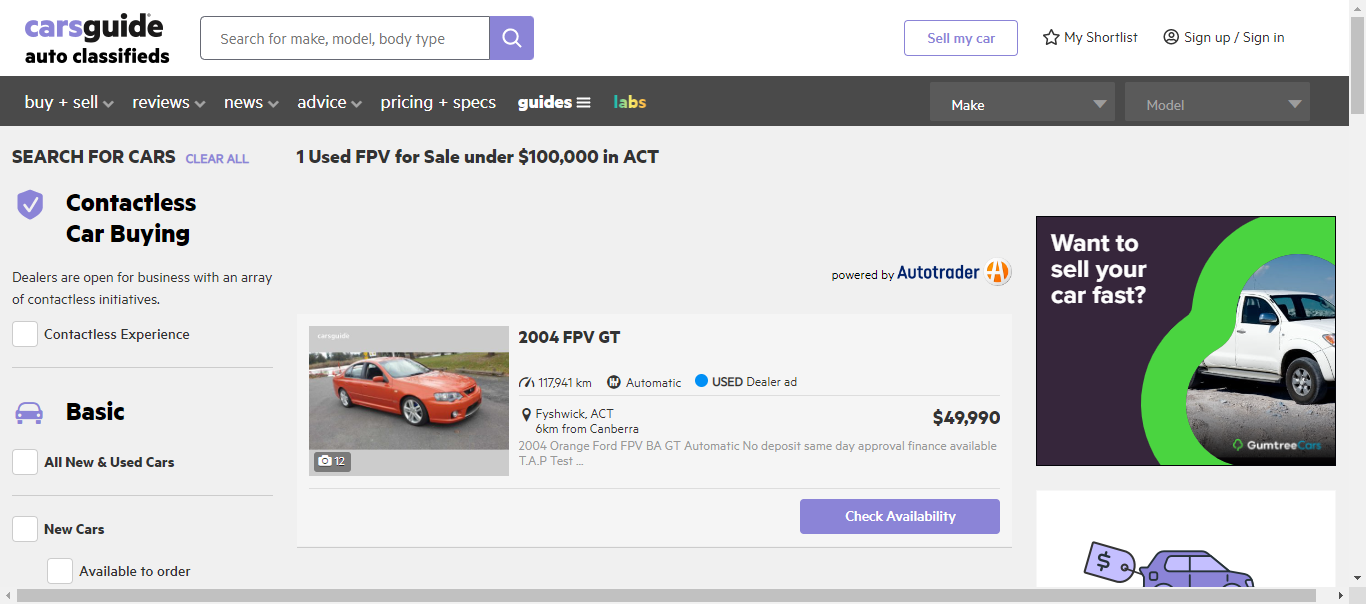 carsguide
auto classifieds
Search for make, model, body type
Sell my car
My Shortlist
Sign up / Sign in
buy + sell
reviews
news
advice
pricing + specs
guides
labs
Make
Model
SEARCH FOR CARS CLEAR ALL
1 Used FPV for Sale under $100,000 in ACT
Contactless
Car Buying
Dealers are open for business with an array
of contactless initiatives.
Contactless Experience
Basic
All New & Used Cars
New Cars
Available to order
powered by Autotrader
carsguide
12
2004 FPV GT
117,941 km
Automatic
USED Dealer ad
Fyshwick, ACT
6km from Canberra
$49,990
2004 Orange Ford FPV BA GT Automatic No deposit same day approval finance available
T.A.P Test ...
Check Availability
Want to
sell your
car fast?
GumtreeCars
$